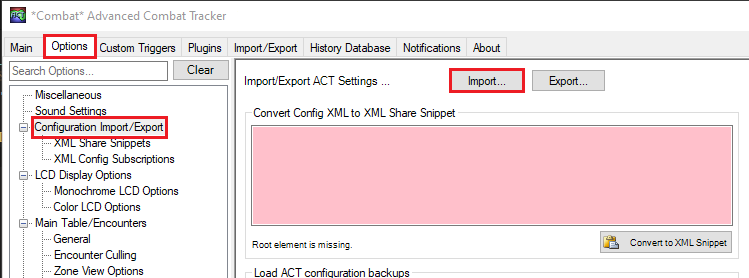 *Combat* Advanced Combat Tracker
Main Options Custom Triggers Plugins Import/Export History Database Notifications About
Search Options... Clear
Miscellaneous
Sound Settings
Configuration Import/Export
XML Share Snippets
XML Config Subscriptions
LCD Display Options
Monochrome LCD Options
Color LCD Options
Main Table/Encounters
General
Encounter Culling
Zone View Options
Import/Export ACT Settings ... Import... Export...
Convert Config XML to XML Share Snippet
Root element is missing.
Convert to XML Snippet
Load ACT configuration backups